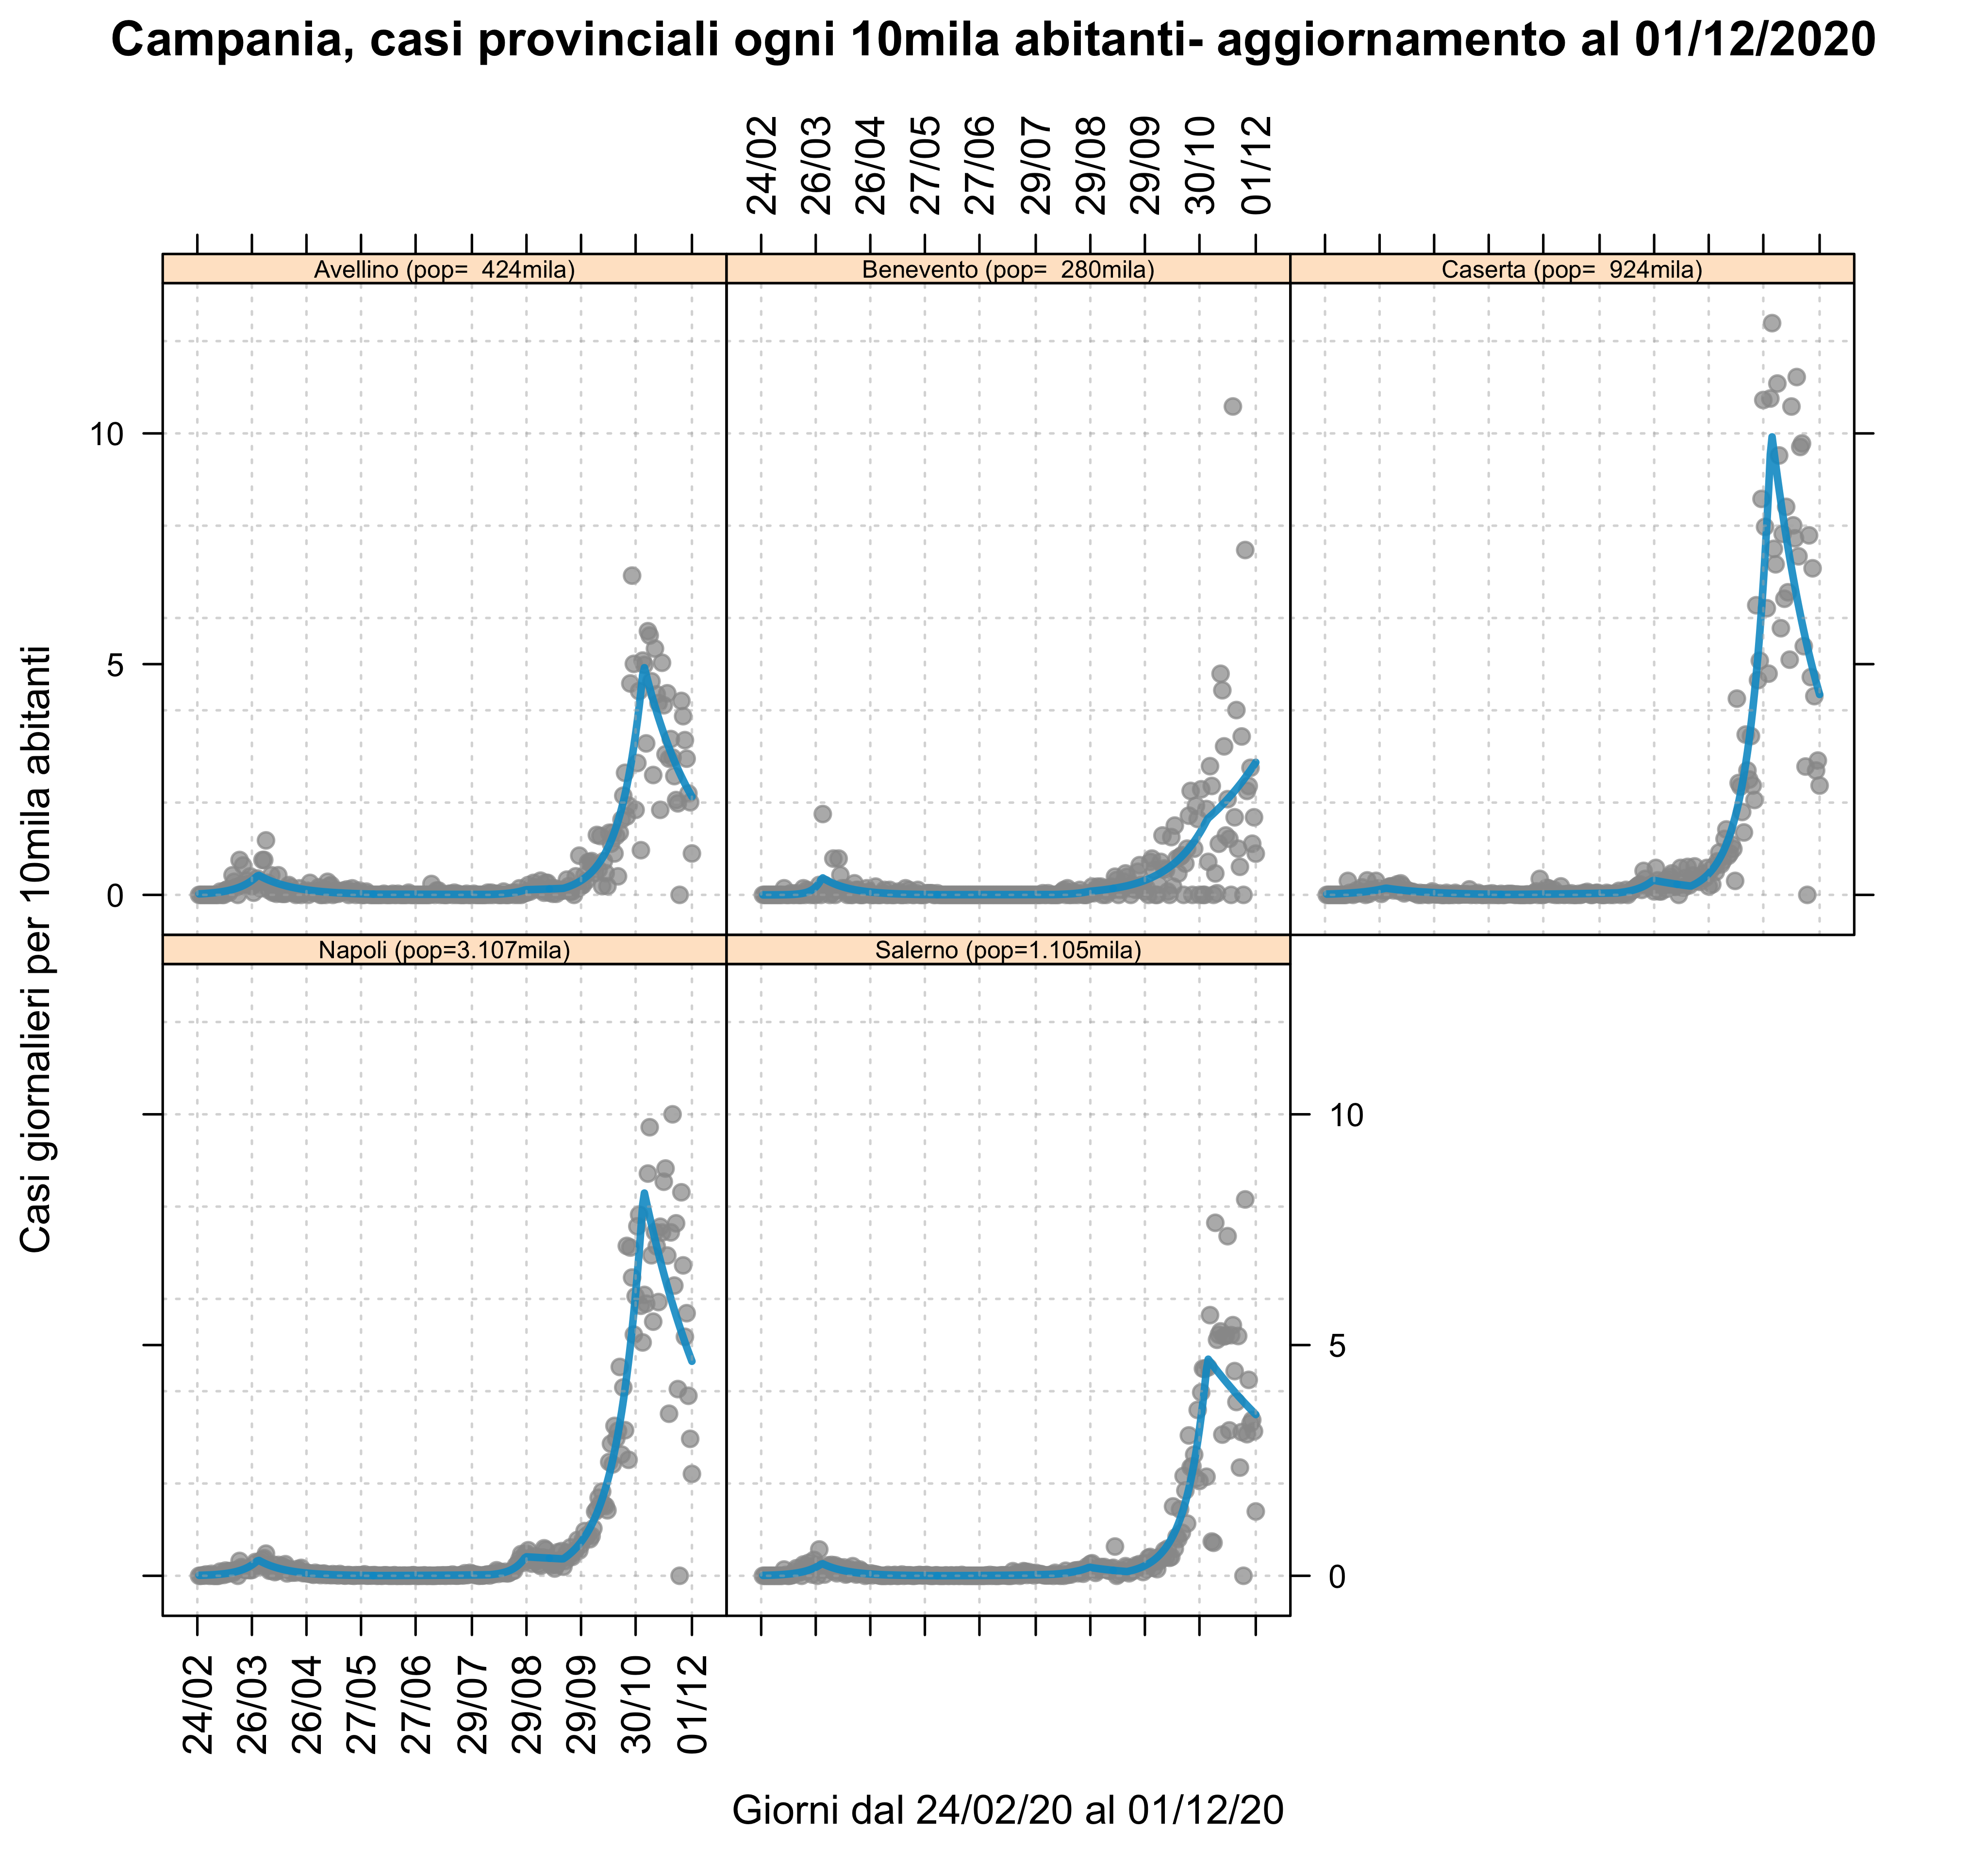 Campania, casi provinciali ogni 10mila abitanti- aggiornamento al 01/12/2020
24/02 26/03 26/04 27/05 27/06 29/07 29/08 29/09 30/10 01/12
Avellino (pop=  424mila)
Benevento (pop=  280mila)
Caserta (pop=  924mila)
10
5
0
Casi giornalieri per 10mila abitanti
Napoli (pop=3.107mila)
Salerno (pop=1.105mila)
10
5
0
24/02 26/03 26/04 27/05 27/06 29/07 29/08 29/09 30/10 01/12
Giorni dal 24/02/20 al 01/12/20